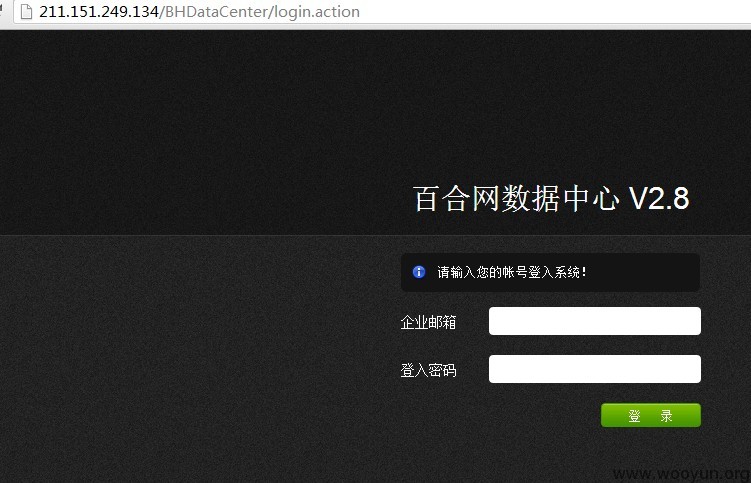 211.151.249.134/BHDataCenter/login.action
百合网数据中心 V2.8
请输入您的帐号登入系统!
企业邮箱
登入密码
登 录
www.wooyun.org